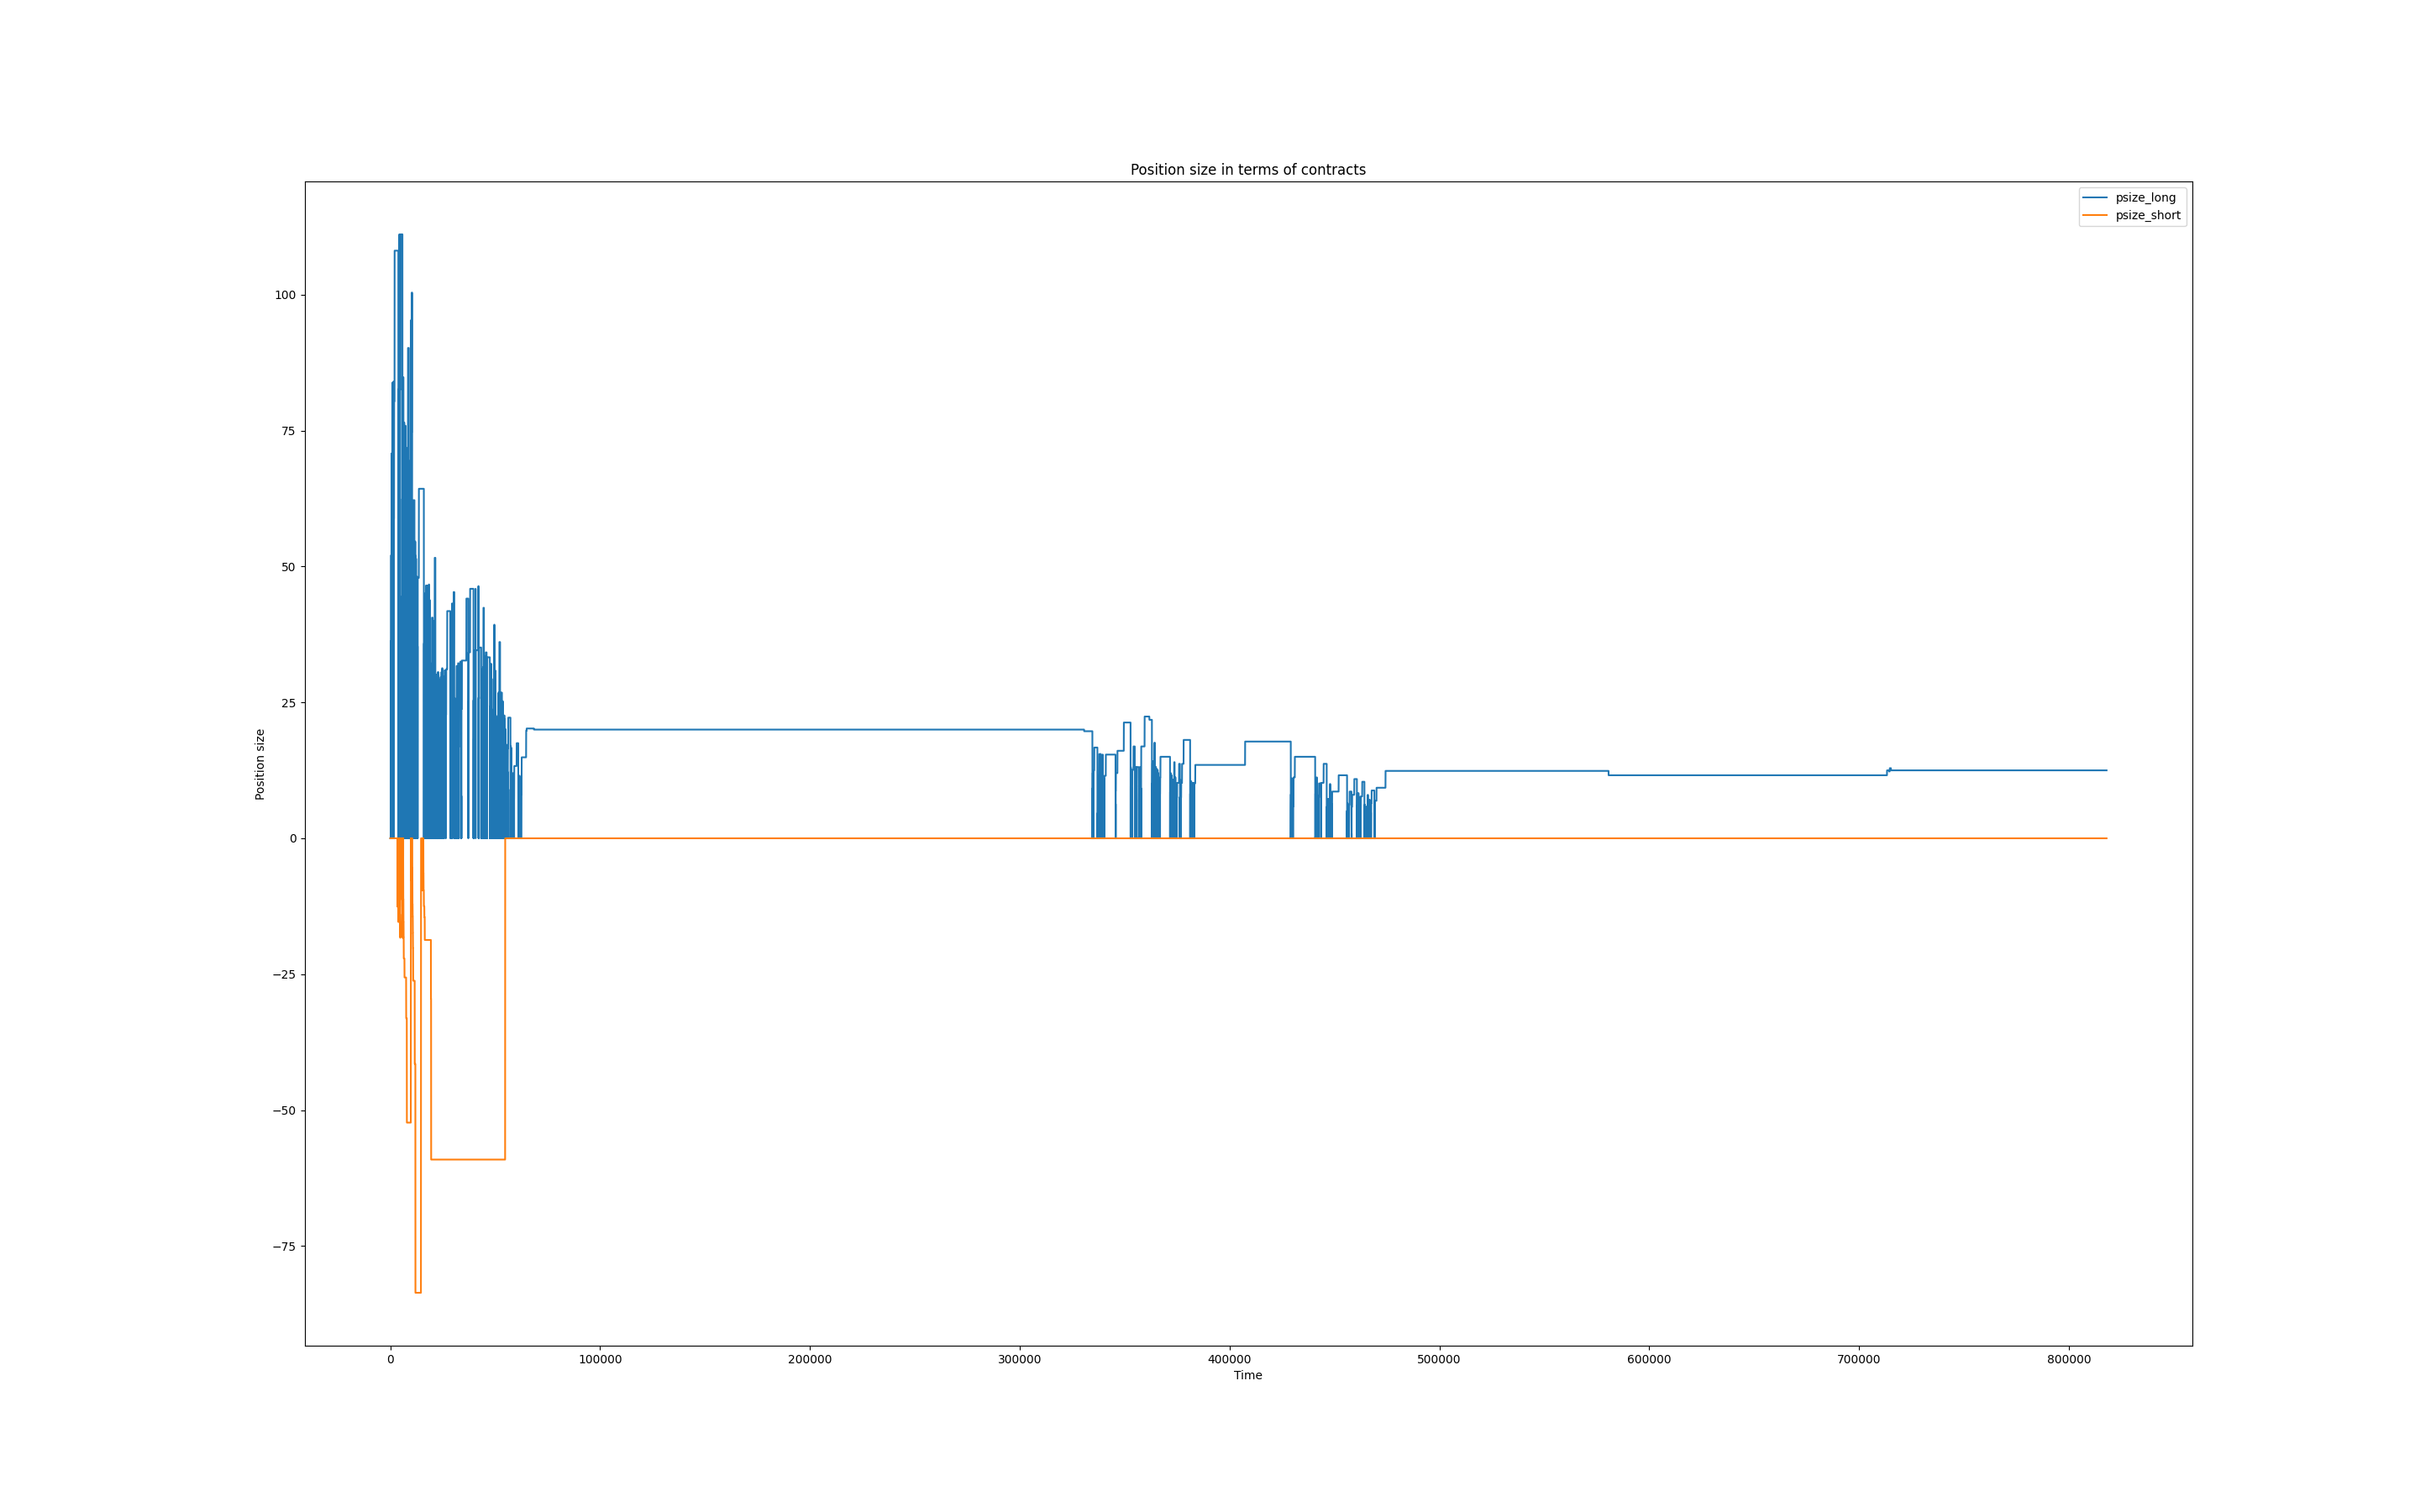 Position size in terms of contracts
psize_long
psize_short
100
75
50
25
0
−25
−50
−75
Position size
0 100000 200000 300000 400000 500000 600000 700000 800000
Time